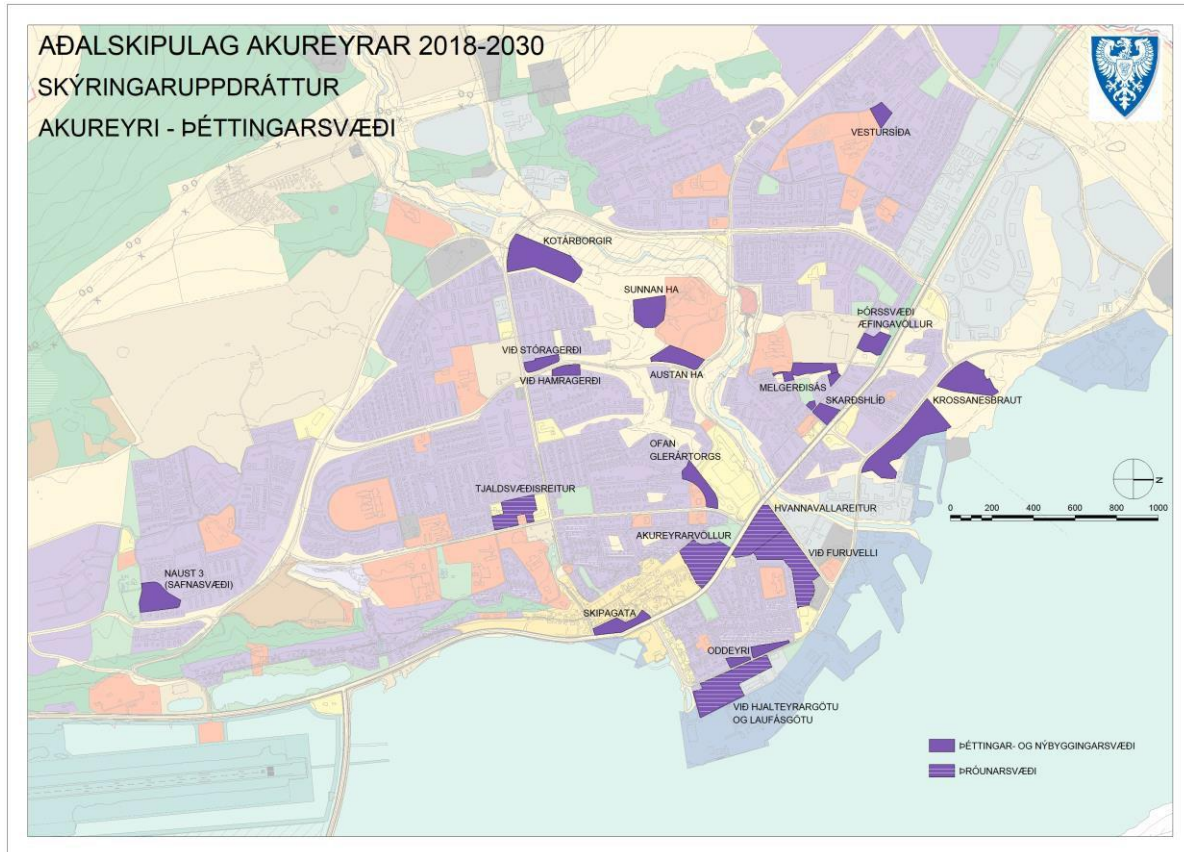 AÐALSKIPULAG AKUREYRAR 2018-2030
SKÝRINGARUPPDRÁTTUR
AKUREYRI - ÞÉTTINGARSVÆÐI
VESTURSÍÐA
KOTÁRBORGIR
SUNNAN HA
ÞÓRSSVÆÐI
ÆFINGAVÖLLUR
VIÐ STÓRAGERÐI
VIÐ HAMRAGERÐI
AUSTAN HA
MELGERÐISÁS
SKARÐSHLÍÐ
KROSSANESBRAUT
OFAN
GLERÁRTORGS
TJALDSVÆÐISREITUR
HVANNAVALLAREITUR
AKUREYRARVÖLLUR
VIÐ FURUVELLI
NAUST 3
(SAFNASVÆÐI)
SKIPAGATA
ODDEYRI
VIÐ HJALTEYRARGÖTU
OG LAUFÁSGÖTU
N
0 200 400 600 800 1000
ÞÉTTINGAR- OG NÝBYGGINGARSVÆÐI
ÞRÓUNARSVÆÐI